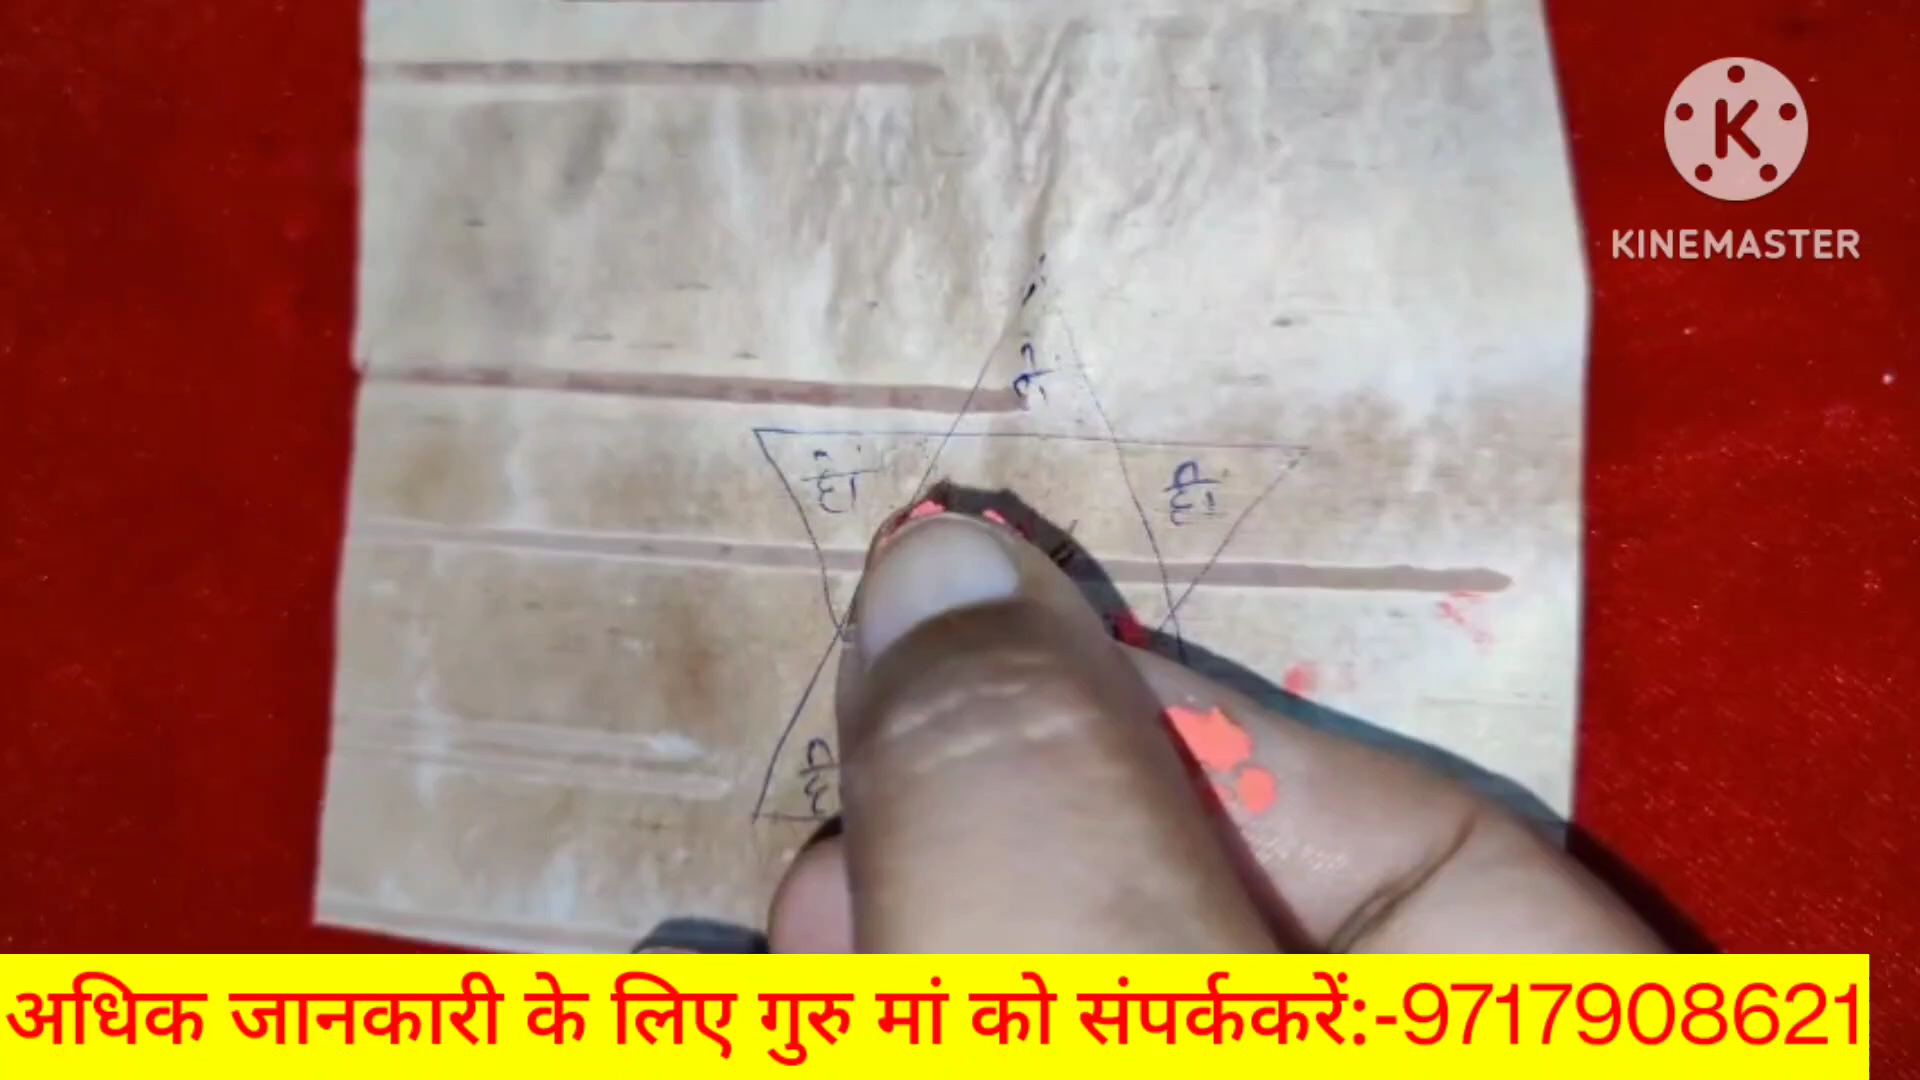 KINEMASTER
हां
अधिक जानकारी के लिए गुरु मां को संपर्ककरें:-9717908621